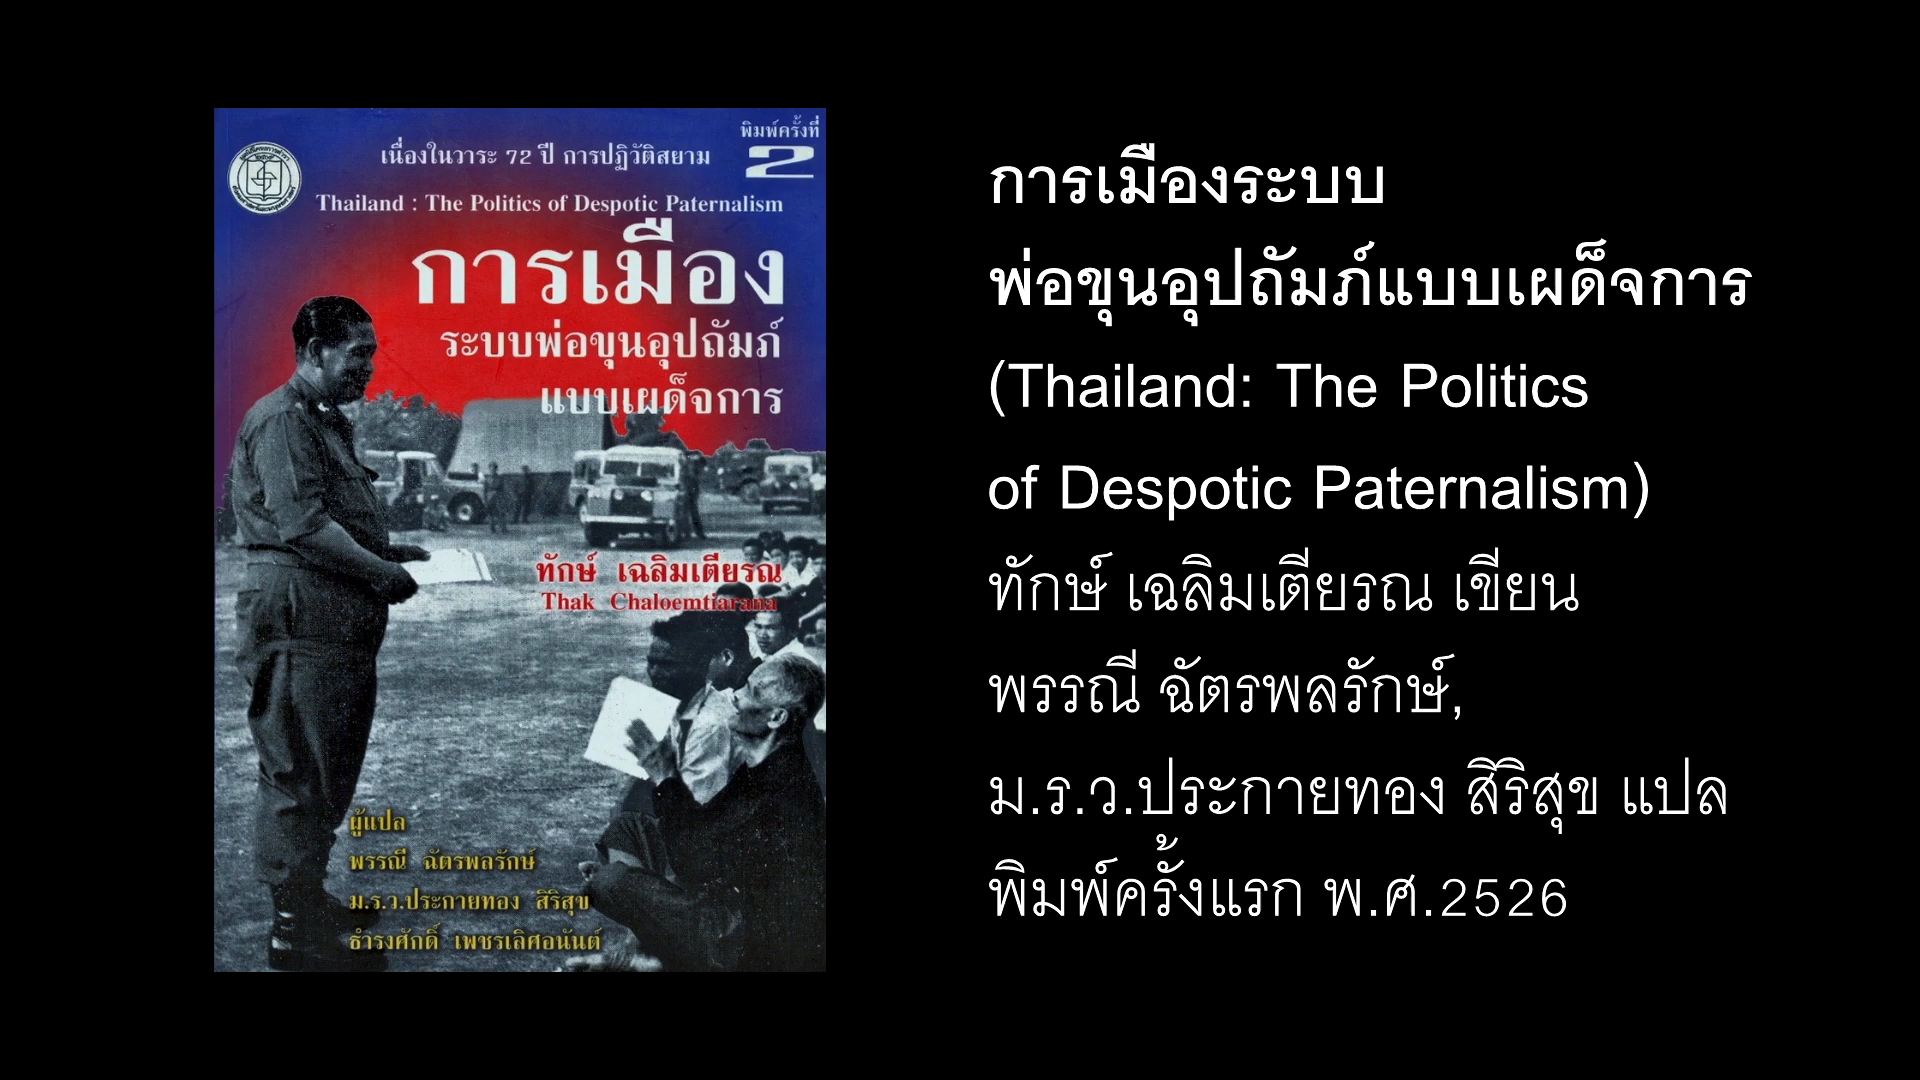 พิมพ์ครั้งที่
2
เนื่องในวาระ 72 ปี การปฏิวัติสยาม
Thailand : The Politics of Despotic Paternalism
การเมือง
ระบบพ่อขุนอุปถัมภ์
แบบเผด็จการ
ทักษ์ เฉลิมเตียรณ
Thak Chaloemtiarana
ผู้แปล
พรรณี ฉัตรพลรักษ์
ม.ร.ว.ประกายทอง สิริสุข
ธำรงศักดิ์ เพชรเลิศอนันต์
การเมืองระบบ
พ่อขุนอุปถัมภ์แบบเผด็จการ
(Thailand: The Politics
of Despotic Paternalism)
ทักษ์ เฉลิมเตียรณ เขียน
พรรณี ฉัตรพลรักษ์,
ม.ร.ว.ประกายทอง สิริสุข แปล
พิมพ์ครั้งแรก พ.ศ.2526